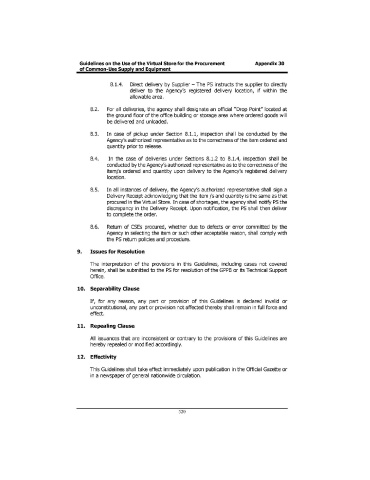 Guidelines on the Use of the Virtual Store for the Procurement Appendix 30
of Common-Use Supply and Equipment
8.1.4. Direct delivery by Supplier – The PS instructs the supplier to directly
deliver to the Agency's registered delivery location, if within the
allowable area.
8.2. For all deliveries, the agency shall designate an official "Drop Point" located at
the ground floor of the office building or storage area where ordered goods will
be delivered and unloaded.
8.3. In case of pickup under Section 8.1.1, inspection shall be conducted by the
Agency's authorized representative as to the correctness of the item ordered and
quantity prior to release.
8.4. In the case of deliveries under Sections 8.1.2 to 8.1.4, inspection shall be
conducted by the Agency's authorized representative as to the correctness of the
item/s ordered and quantity upon delivery to the Agency's registered delivery
location.
8.5. In all instances of delivery, the Agency's authorized representative shall sign a
Delivery Receipt acknowledging that the item /s and quantity is the same as that
procured in the Virtual Store. In case of shortages, the agency shall notify PS the
discrepancy in the Delivery Receipt. Upon notification, the PS shall then deliver
to complete the order.
8.6. Return of CSEs procured, whether due to defects or error committed by the
Agency in selecting the item or such other acceptable reason, shall comply with
the PS return policies and procedure.
9. Issues for Resolution
The interpretation of the provisions in this Guidelines, including cases not covered
herein, shall be submitted to the PS for resolution of the GPPB or its Technical Support
Office.
10. Separability Clause
If, for any reason, any part or provision of this Guidelines is declared invalid or
unconstitutional, any part or provision not affected thereby shall remain in full force and
effect.
11. Repealing Clause
All issuances that are inconsistent or contrary to the provisions of this Guidelines are
hereby repealed or modified accordingly.
12. Effectivity
This Guidelines shall take effect immediately upon publication in the Official Gazette or
in a newspaper of general nationwide circulation.